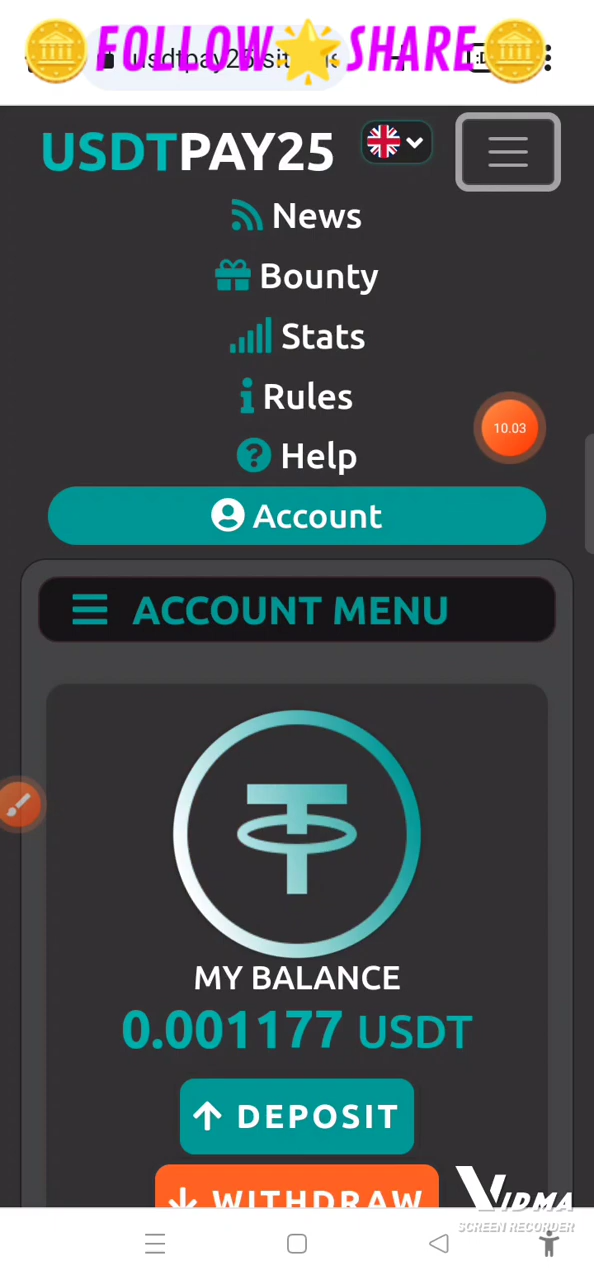 FOLLOW SHARE
USDTPAY25
News
Bounty
Stats
Rules
Help
10.03
Account
ACCOUNT MENU
MY BALANCE
0.001177 USDT
DEPOSIT
WITHDRAW
VIDMA
SCREEN RECORDER